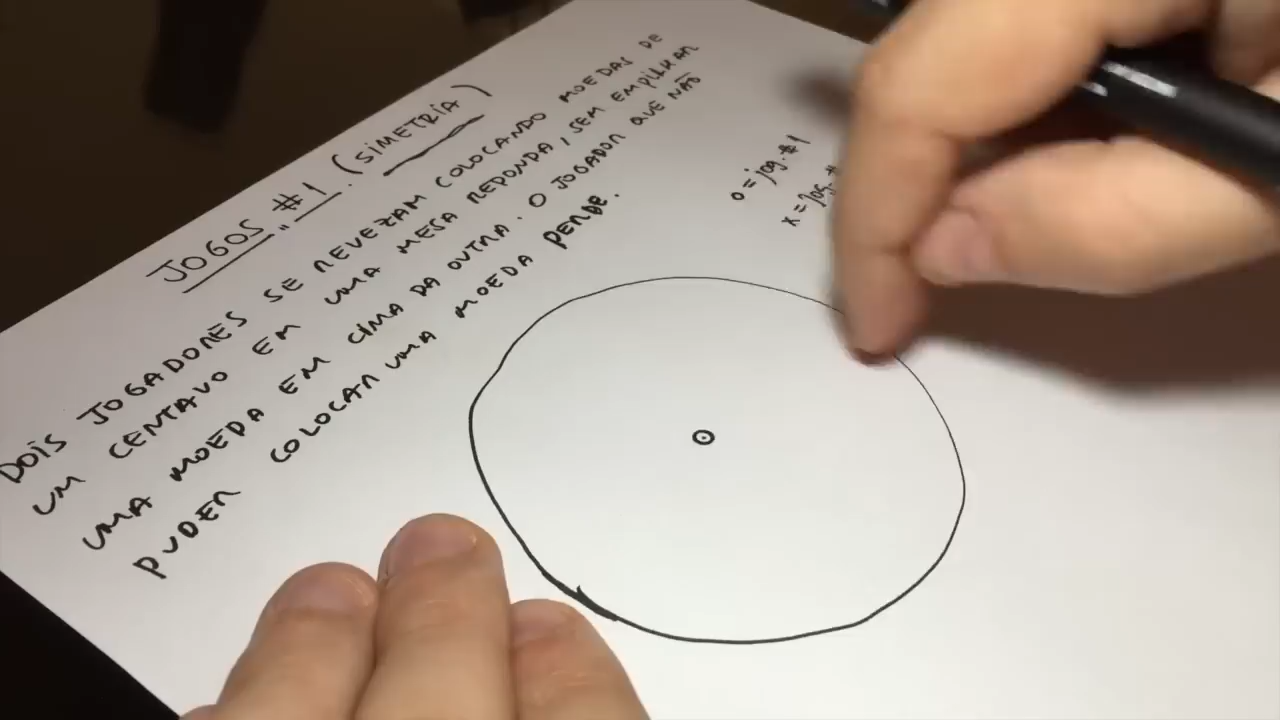 JOGOS #1. (SIMETRIA)
DOIS JOGADORES SE REVEZAM COLOCANDO MOEDAS DE
UM CENTAVO EM UMA MESA REDONDA, SEM EMPILHAR
UMA MOEDA EM CIMA DA OUTRA. O JOGADOR QUE NÃO
PUDER COLOCAR UMA MOEDA PERDE.
O = jog. #1
X = jog. #